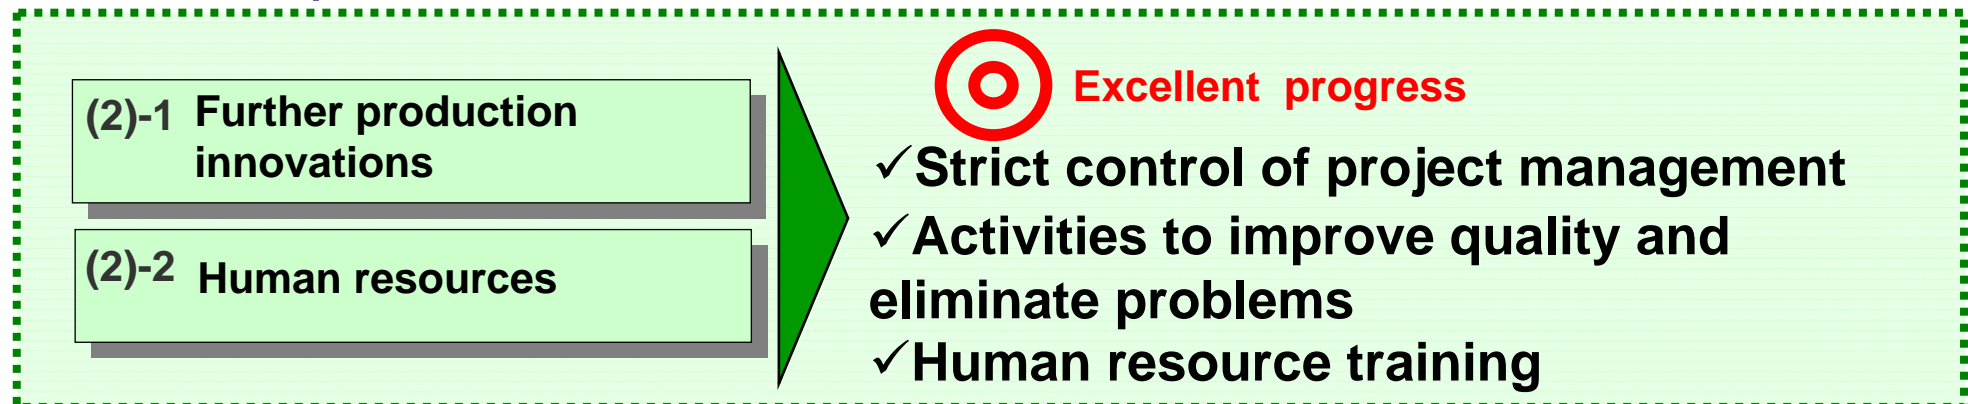 (2)-1 Further production
innovations
(2)-2 Human resources
Excellent progress
✓Strict control of project management
✓Activities to improve quality and
eliminate problems
✓Human resource training